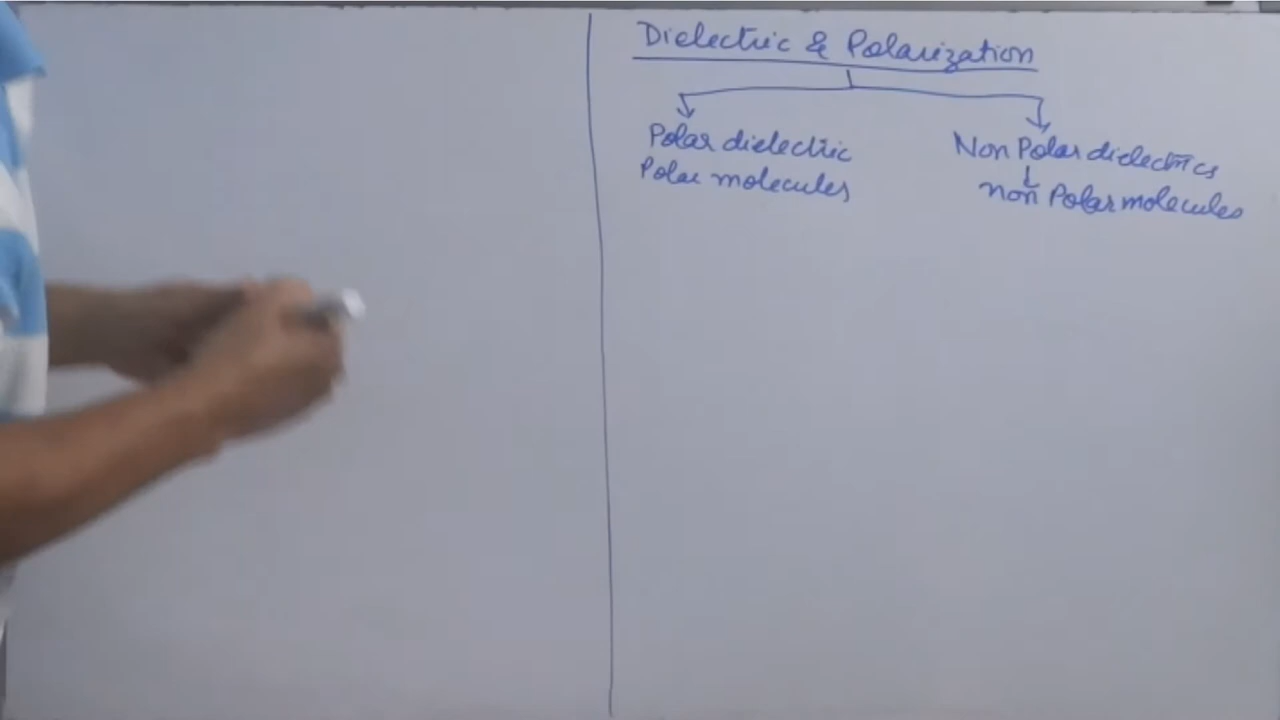 Dielectric & Polarization
Polar dielectric
Polar molecules
Non Polar dielectrics
non Polar molecules